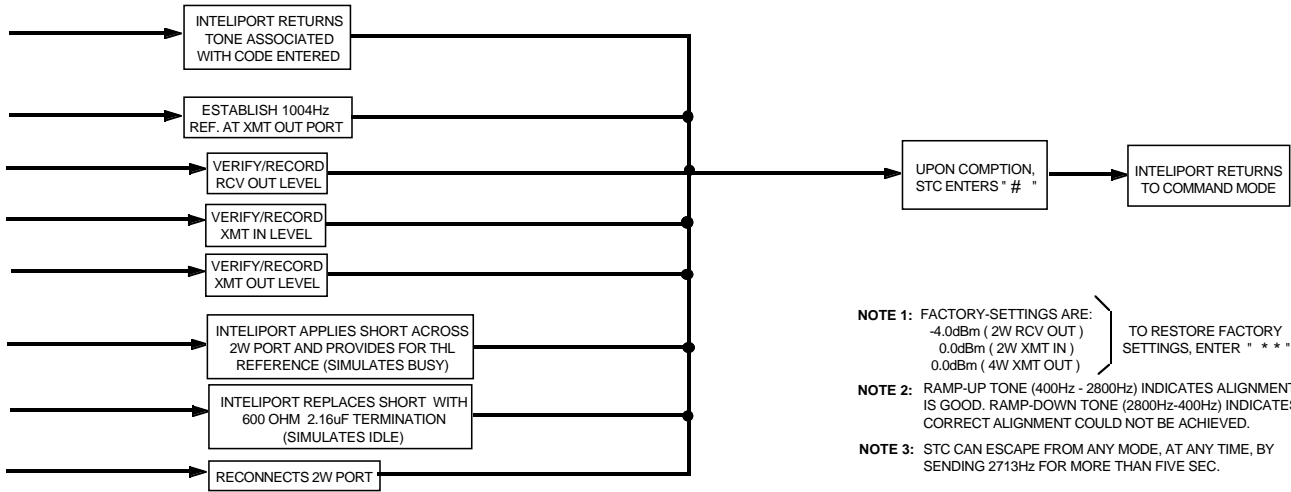 INTELIPORT RETURNS
TONE ASSOCIATED
WITH CODE ENTERED
ESTABLISH 1004Hz
REF. AT XMT OUT PORT
VERIFY/RECORD
RCV OUT LEVEL
VERIFY/RECORD
XMT IN LEVEL
VERIFY/RECORD
XMT OUT LEVEL
INTELIPORT APPLIES SHORT ACROSS
2W PORT AND PROVIDES FOR THL
REFERENCE (SIMULATES BUSY)
INTELIPORT REPLACES SHORT WITH
600 OHM 2.16uF TERMINATION
(SIMULATES IDLE)
RECONNECTS 2W PORT
UPON COMPTION,
STC ENTERS " # "
INTELIPORT RETURNS
TO COMMAND MODE
NOTE 1: FACTORY-SETTINGS ARE:
-4.0dBm ( 2W RCV OUT )
0.0dBm ( 2W XMT IN )
0.0dBm ( 4W XMT OUT )
TO RESTORE FACTORY
SETTINGS, ENTER " * * "
NOTE 2: RAMP-UP TONE (400Hz - 2800Hz) INDICATES ALIGNMENT
IS GOOD. RAMP-DOWN TONE (2800Hz-400Hz) INDICATES
CORRECT ALIGNMENT COULD NOT BE ACHIEVED.
NOTE 3: STC CAN ESCAPE FROM ANY MODE, AT ANY TIME, BY
SENDING 2713Hz FOR MORE THAN FIVE SEC.